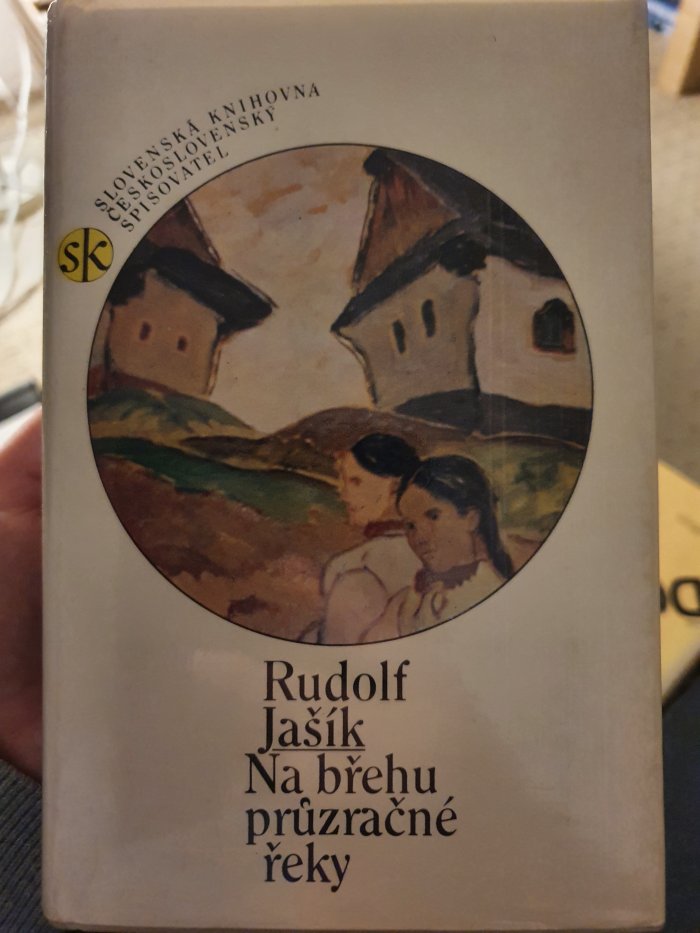 SLOVENSKÁ KNIHOVNA
ČESKOSLOVENSKÝ
SPISOVATEL
sk
Rudolf
Jašík
Na břehu
průzračné
řeky